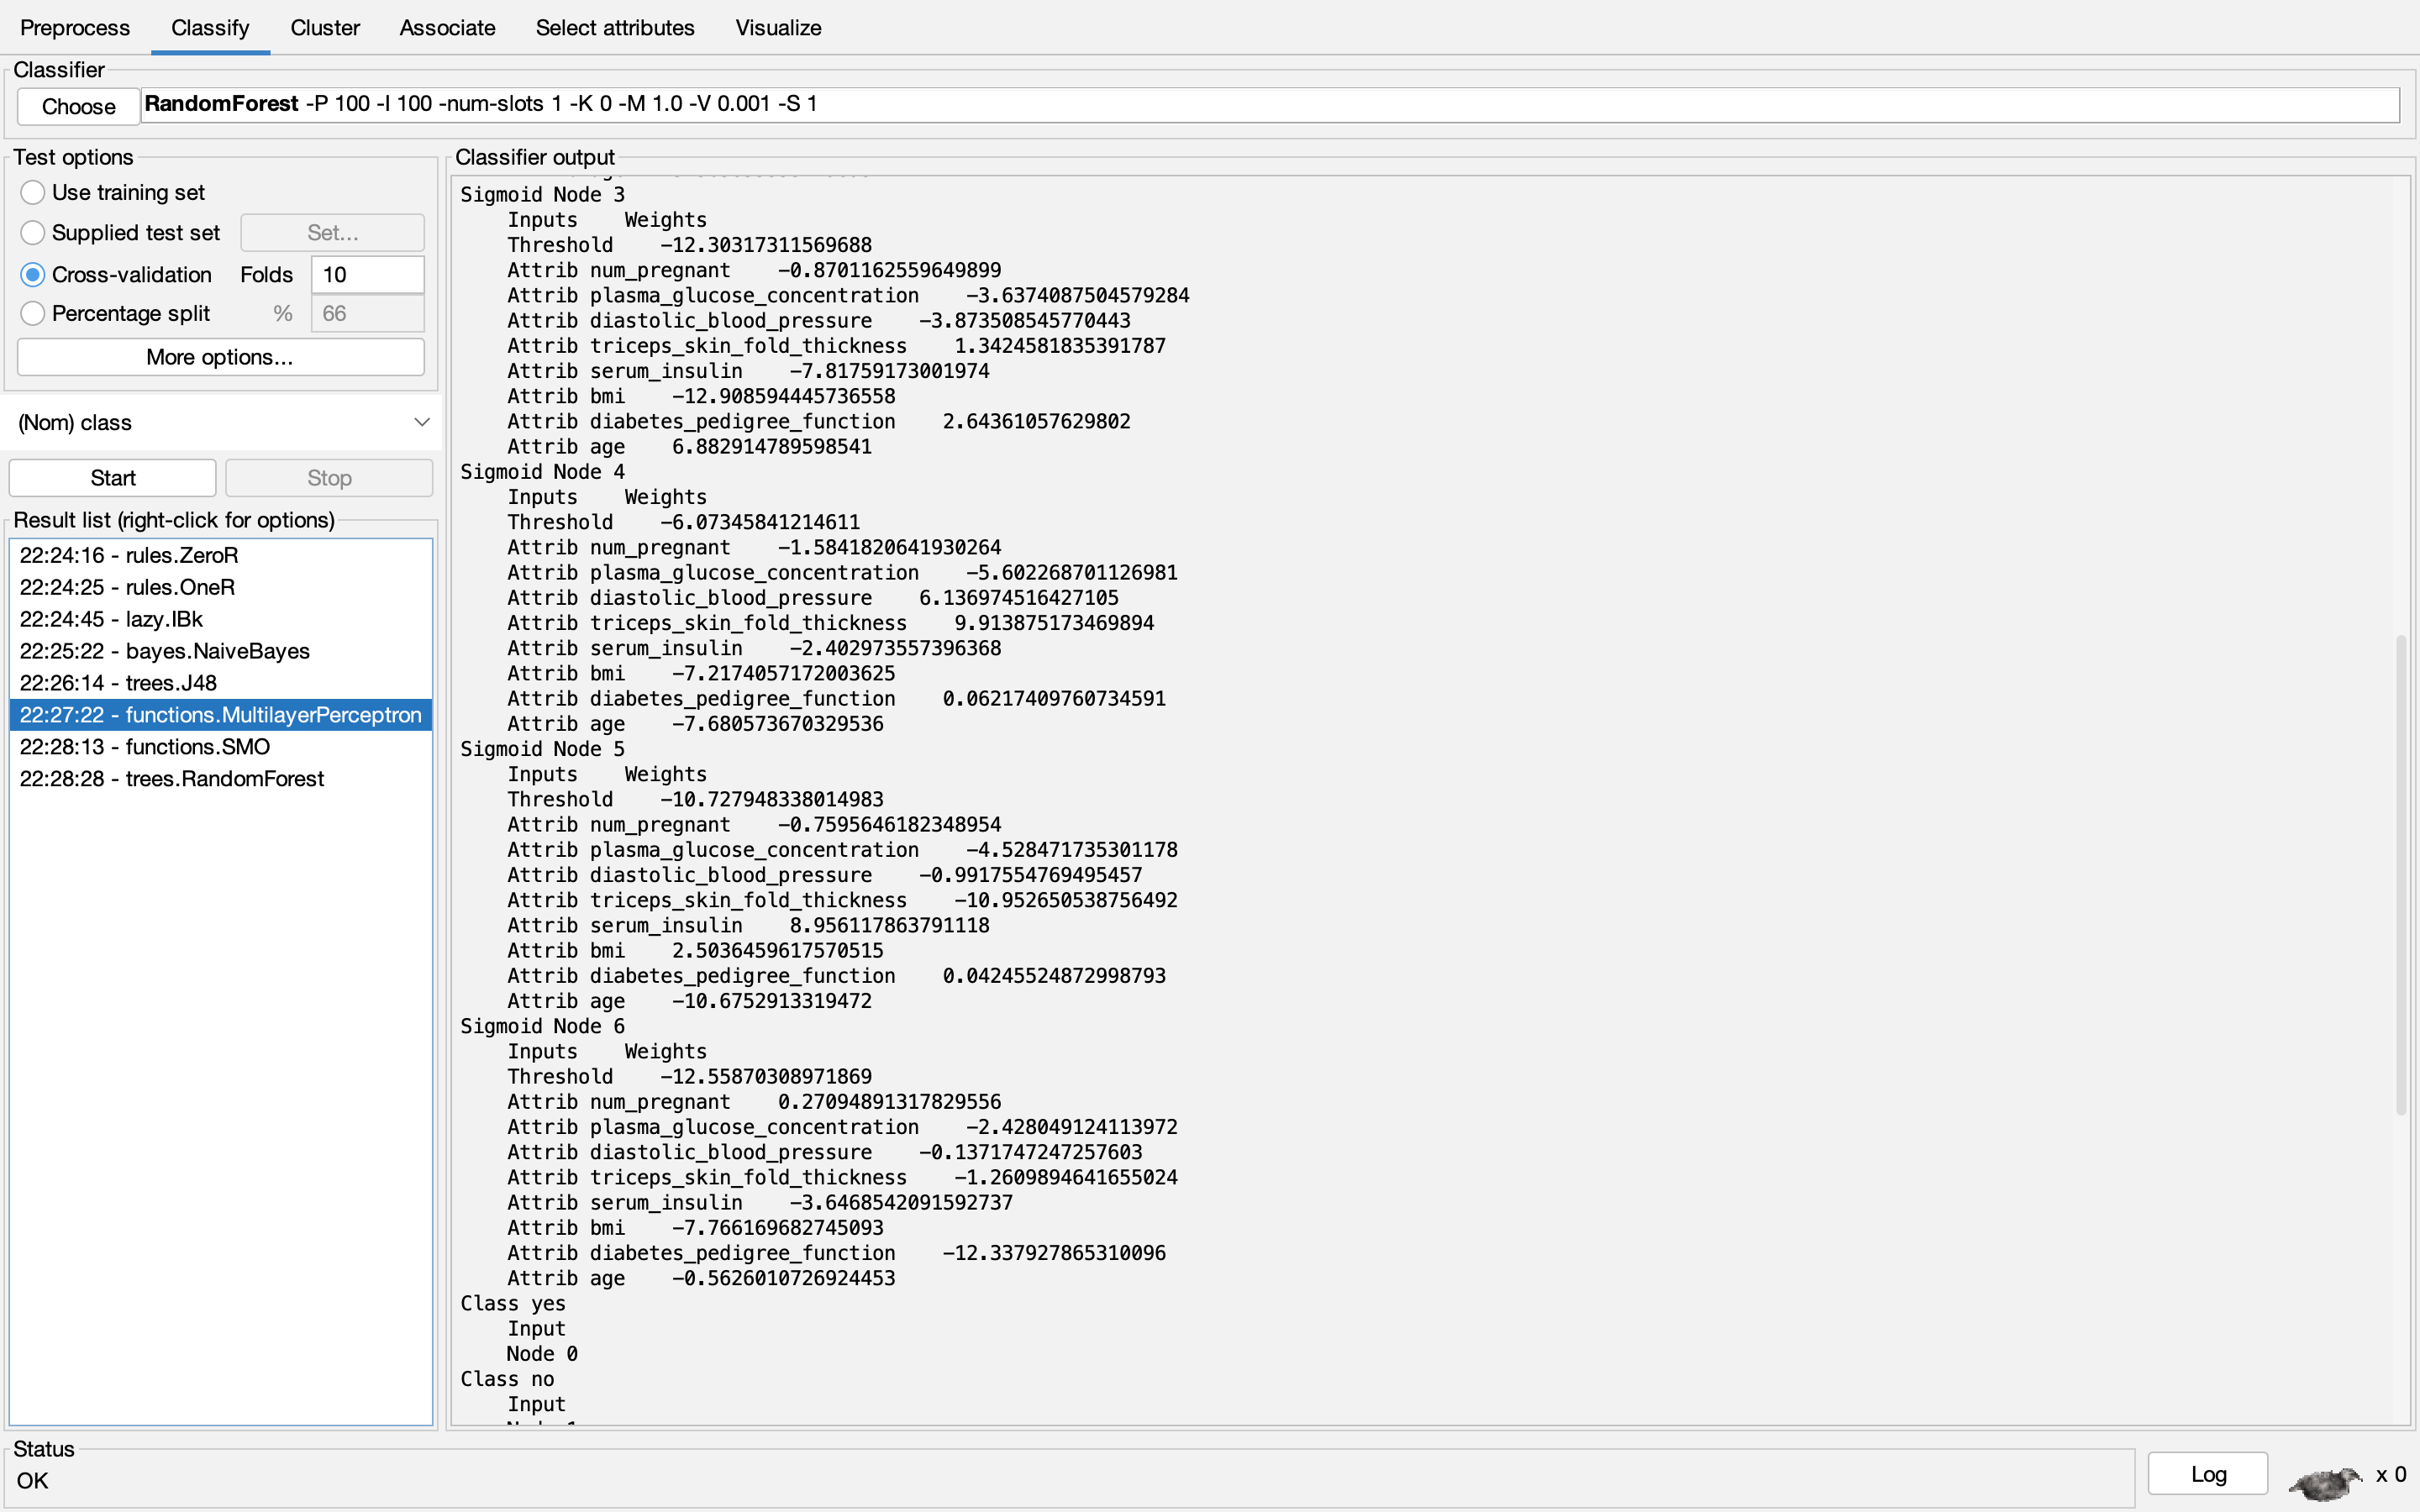 Preprocess Classify Cluster Associate Select attributes Visualize
Classifier
Choose RandomForest -P 100 -I 100 -num-slots 1 -K 0 -M 1.0 -V 0.001 -S 1
Test options
Use training set
Supplied test set Set...
Cross-validation Folds 10
Percentage split % 66
More options...
(Nom) class
Start Stop
Result list (right-click for options)
22:24:16 - rules.ZeroR
22:24:25 - rules.OneR
22:24:45 - lazy.IBk
22:25:22 - bayes.NaiveBayes
22:26:14 - trees.J48
22:27:22 - functions.MultilayerPerceptron
22:28:13 - functions.SMO
22:28:28 - trees.RandomForest
Classifier output
Sigmoid Node 3
Inputs Weights
Threshold -12.30317311569688
Attrib num_pregnant -0.8701162559649899
Attrib plasma_glucose_concentration -3.6374087504579284
Attrib diastolic_blood_pressure -3.873508545770443
Attrib triceps_skin_fold_thickness 1.3424581835391787
Attrib serum_insulin -7.81759173001974
Attrib bmi -12.908594445736558
Attrib diabetes_pedigree_function 2.64361057629802
Attrib age 6.882914789598541
Sigmoid Node 4
Inputs Weights
Threshold -6.07345841214611
Attrib num_pregnant -1.5841820641930264
Attrib plasma_glucose_concentration -5.602268701126981
Attrib diastolic_blood_pressure 6.136974516427105
Attrib triceps_skin_fold_thickness 9.913875173469894
Attrib serum_insulin -2.402973557396368
Attrib bmi -7.2174057172003625
Attrib diabetes_pedigree_function 0.06217409760734591
Attrib age -7.680573670329536
Sigmoid Node 5
Inputs Weights
Threshold -10.727948338014983
Attrib num_pregnant -0.7595646182348954
Attrib plasma_glucose_concentration -4.528471735301178
Attrib diastolic_blood_pressure -0.9917554769495457
Attrib triceps_skin_fold_thickness -10.952650538756492
Attrib serum_insulin 8.956117863791118
Attrib bmi 2.5036459617570515
Attrib diabetes_pedigree_function 0.04245524872998793
Attrib age -10.6752913319472
Sigmoid Node 6
Inputs Weights
Threshold -12.55870308971869
Attrib num_pregnant 0.27094891317829556
Attrib plasma_glucose_concentration -2.428049124113972
Attrib diastolic_blood_pressure -0.1371747247257603
Attrib triceps_skin_fold_thickness -1.2609894641655024
Attrib serum_insulin -3.6468542091592737
Attrib bmi -7.766169682745093
Attrib diabetes_pedigree_function -12.337927865310096
Attrib age -0.5626010726924453
Class yes
Input
Node 0
Class no
Input
Status
OK
Log x 0